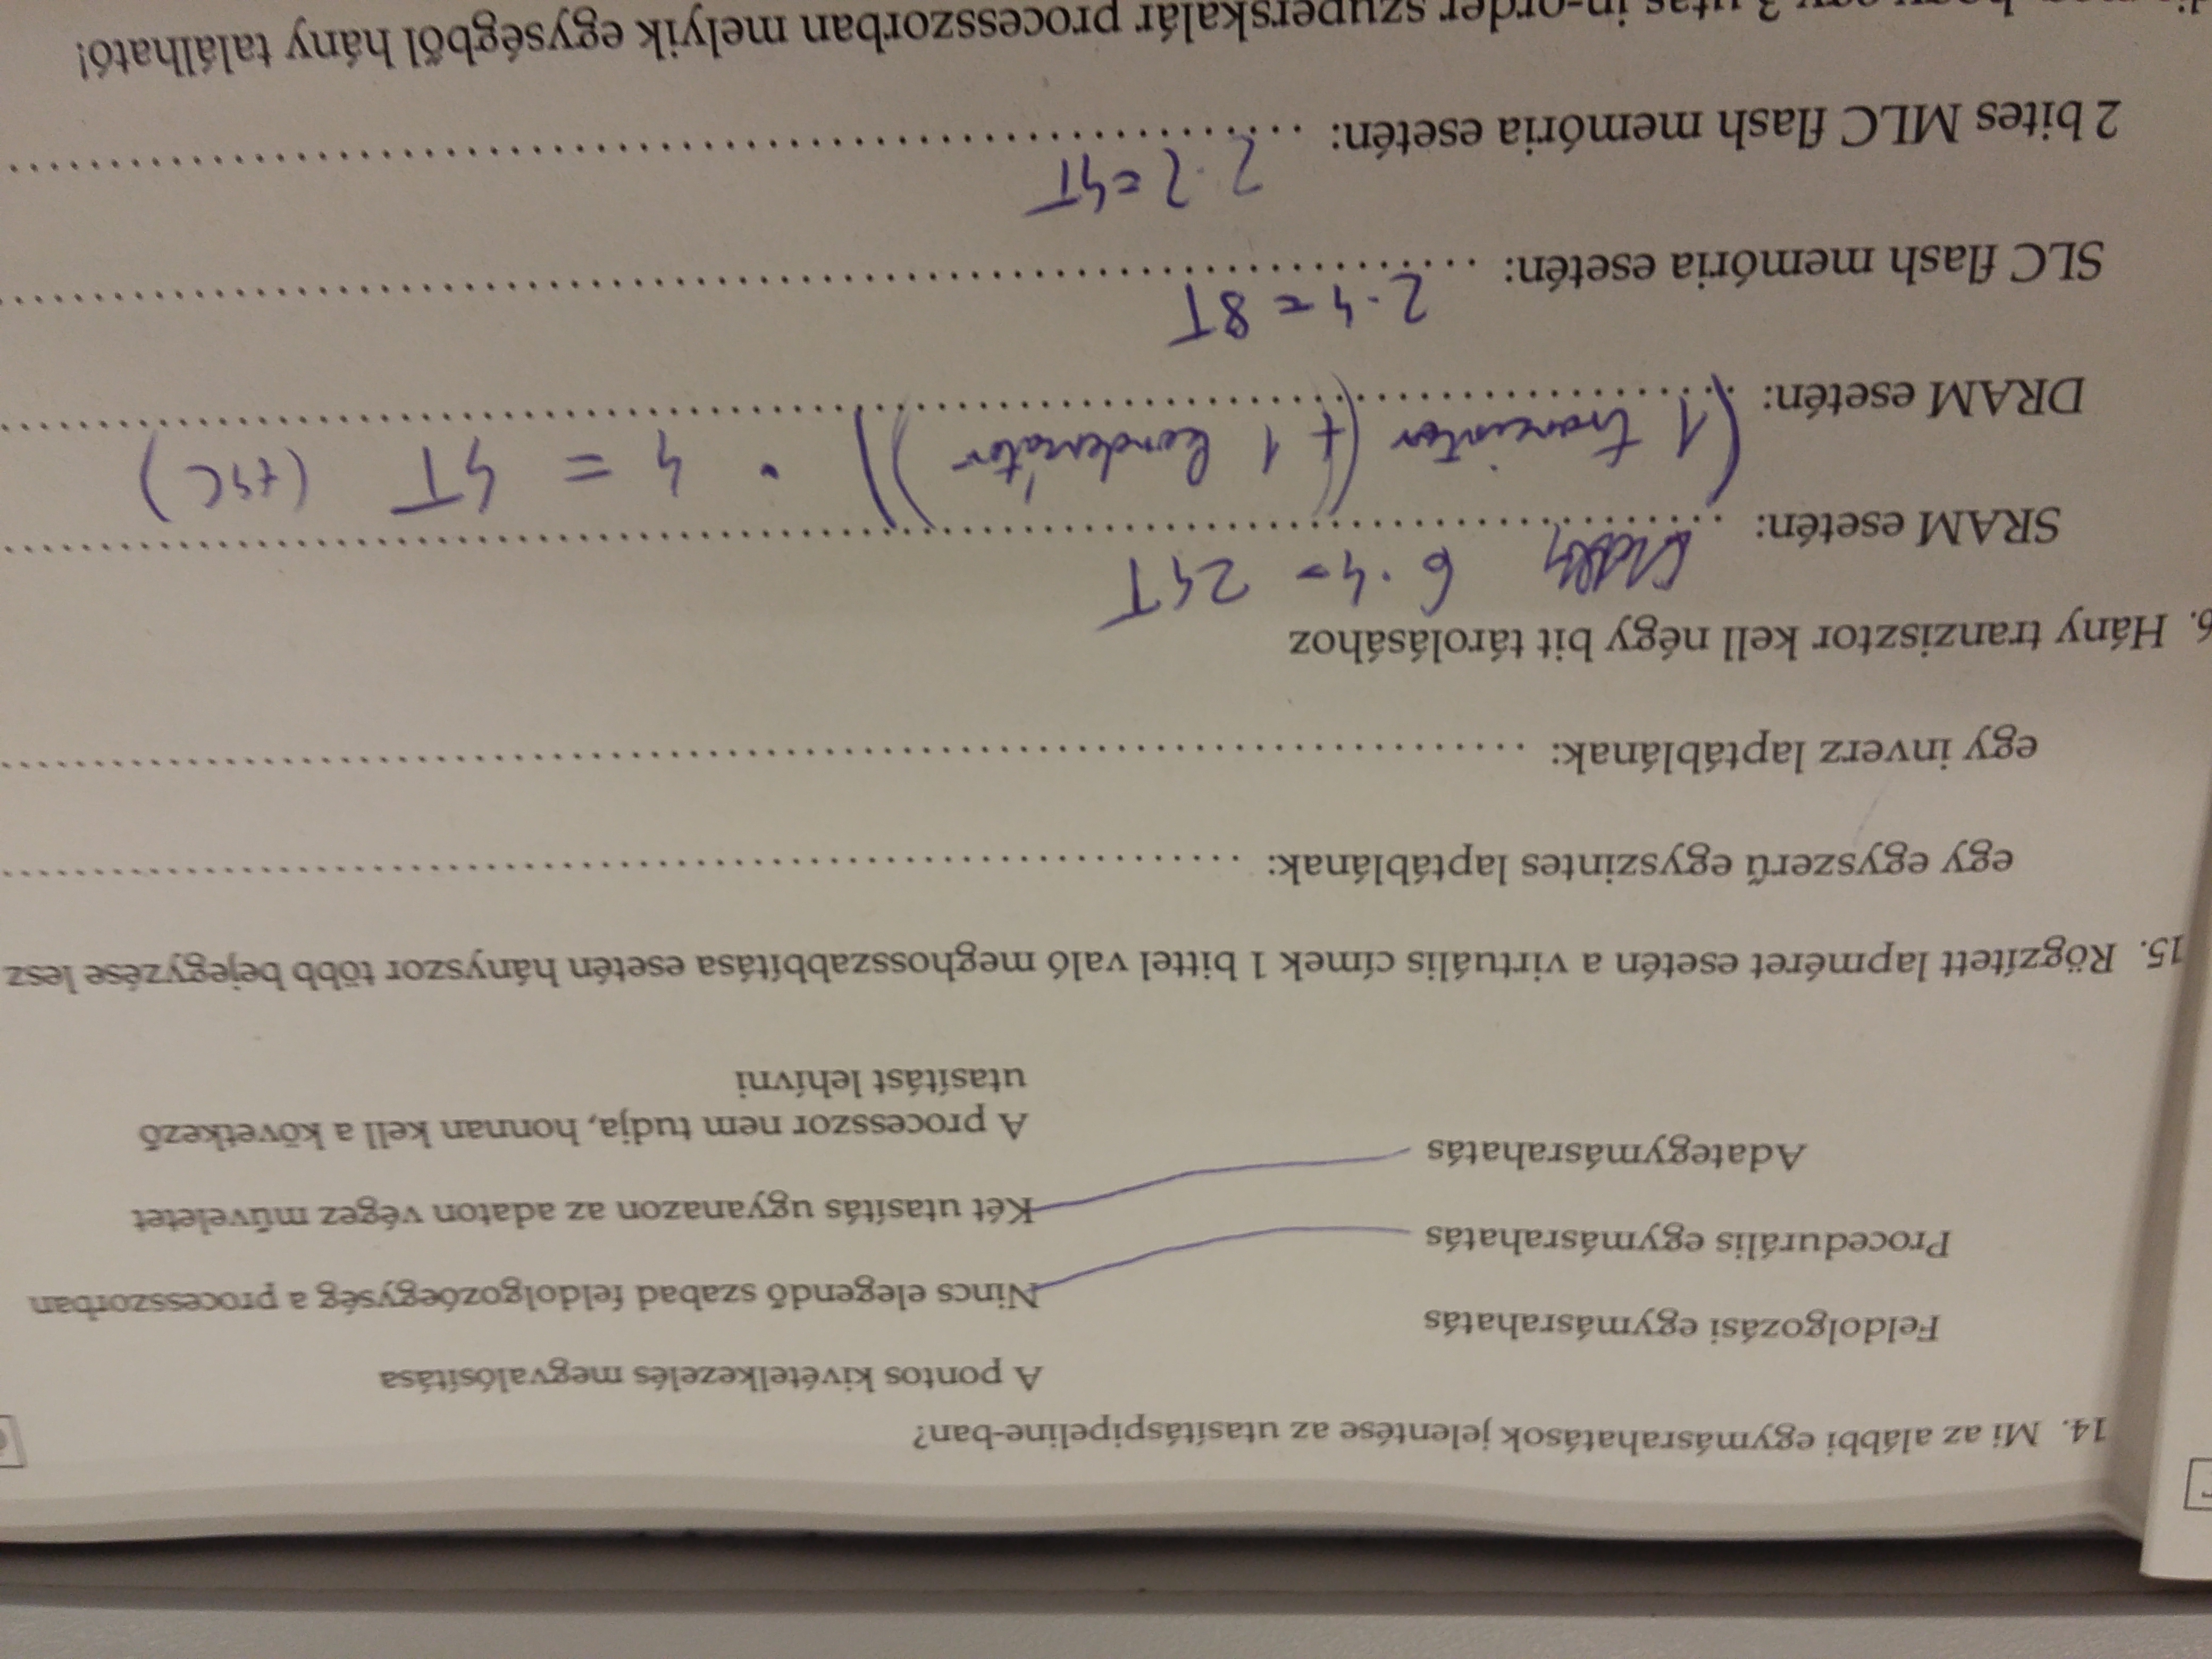 14. Mi az alábbi egymásrahatások jelentése az utasításpipeline-ban?
A pontos kivételkezelés megvalósítása
Feldolgozási egymásrahatás
Nincs elegendő szabad feldolgozóegység a processzorban
Procedurális egymásrahatás
Két utasítás ugyanazon az adaton végez műveletet
Adategymásrahatás
A processzor nem tudja, honnan kell a következő
utasítást lehívni
15. Rögzített lapméret esetén a virtuális címek 1 bittel való meghosszabbítása esetén hányszor több bejegyzése lesz
egy egyszerű egyszintes laptáblának:
egy inverz laptáblának:
6. Hány tranzisztor kell négy bit tárolásához
SRAM esetén: 6 · 4 = 24T
DRAM esetén: (1 (+ 1 kondenzátor)) · 4 = 4T (+4C)
SLC flash memória esetén: 2 · 4 = 8T
2 bites MLC flash memória esetén: 2 · 2 = 4T
3 utas in-order szuperskalár processzorban melyik egységből hány található!